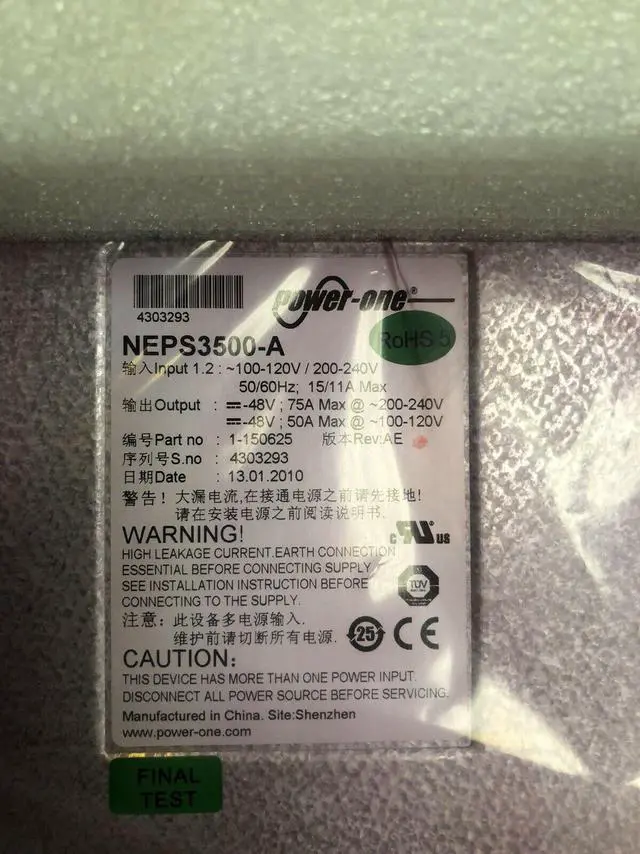 4303293
power-one®
NEPS3500-A
RoHS 5
输入Input 1.2 : ~100-120V / 200-240V
50/60Hz; 15/11A Max
输出Output : ⎓-48V ; 75A Max @ ~200-240V
⎓-48V ; 50A Max @ ~100-120V
编号Part no : 1-150625 版本Rev:AE
序列号S.no : 4303293
日期Date : 13.01.2010
警告! 大漏电流,在接通电源之前请先接地!
请在安装电源之前阅读说明书.
WARNING!
c RU US
HIGH LEAKAGE CURRENT.EARTH CONNECTION
ESSENTIAL BEFORE CONNECTING SUPPLY
SEE INSTALLATION INSTRUCTION BEFORE
CONNECTING TO THE SUPPLY.
TUV
注意: 此设备多电源输入.
维护前请切断所有电源.
25 CE
CAUTION:
THIS DEVICE HAS MORE THAN ONE POWER INPUT.
DISCONNECT ALL POWER SOURCE BEFORE SERVICING.
Manufactured in China. Site:Shenzhen
www.power-one.com
FINAL
TEST